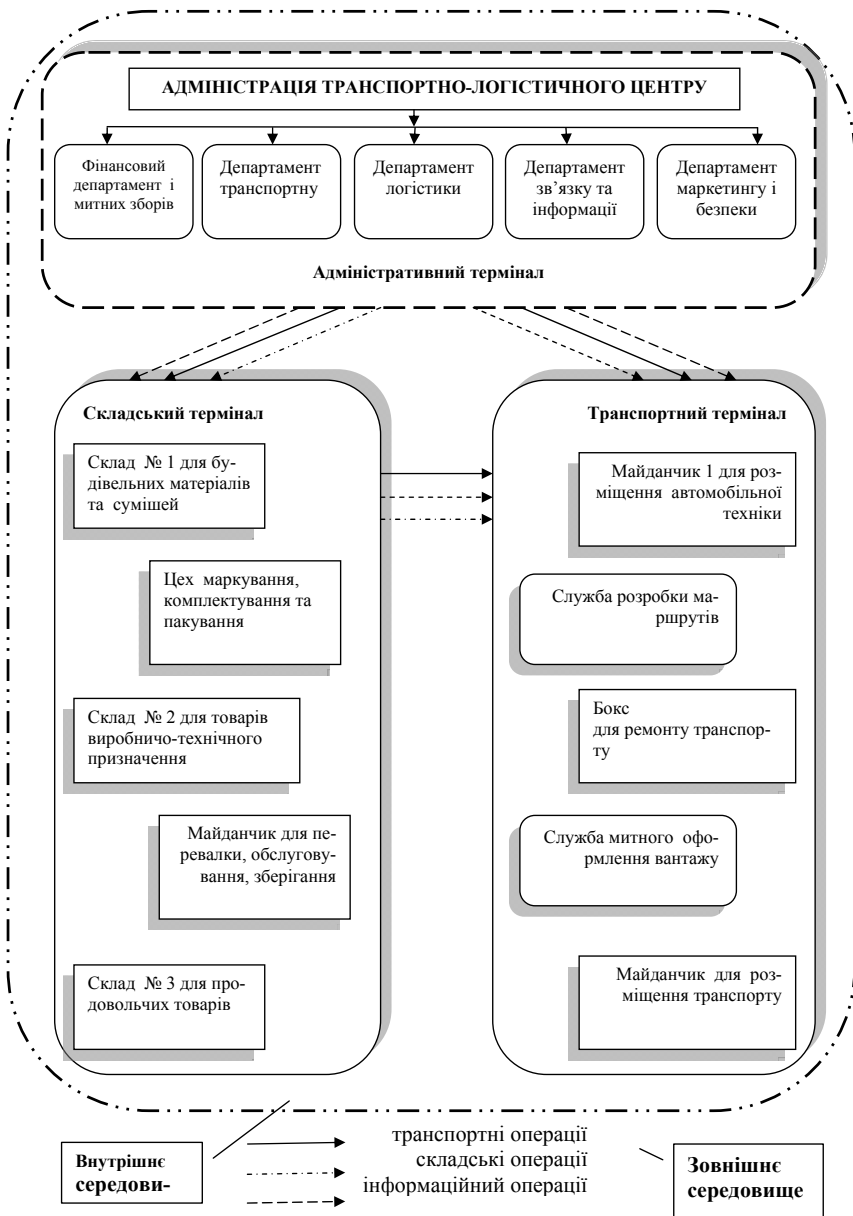 АДМІНІСТРАЦІЯ ТРАНСПОРТНО-ЛОГІСТИЧНОГО ЦЕНТРУ
Фінансовий
департамент і
митних зборів
Департамент
транспортну
Департамент
логістики
Департамент
зв’язку та
інформації
Департамент
маркетингу і
безпеки
Адміністративний термінал
Складський термінал
Склад № 1 для бу-
дівельних матеріалів
та сумішей
Цех маркування,
комплектування та
пакування
Склад № 2 для товарів
виробничо-технічного
призначення
Майданчик для пе-
ревалки, обслугову-
вання, зберігання
Склад № 3 для про-
довольчих товарів
Транспортний термінал
Майданчик 1 для роз-
міщення автомобільної
техніки
Служба розробки ма-
ршрутів
Бокс
для ремонту транспор-
ту
Служба митного офо-
рмлення вантажу
Майданчик для роз-
міщення транспорту
Внутрішнє
середови-
транспортні операції
складські операції
інформаційний операції
Зовнішнє
середовище